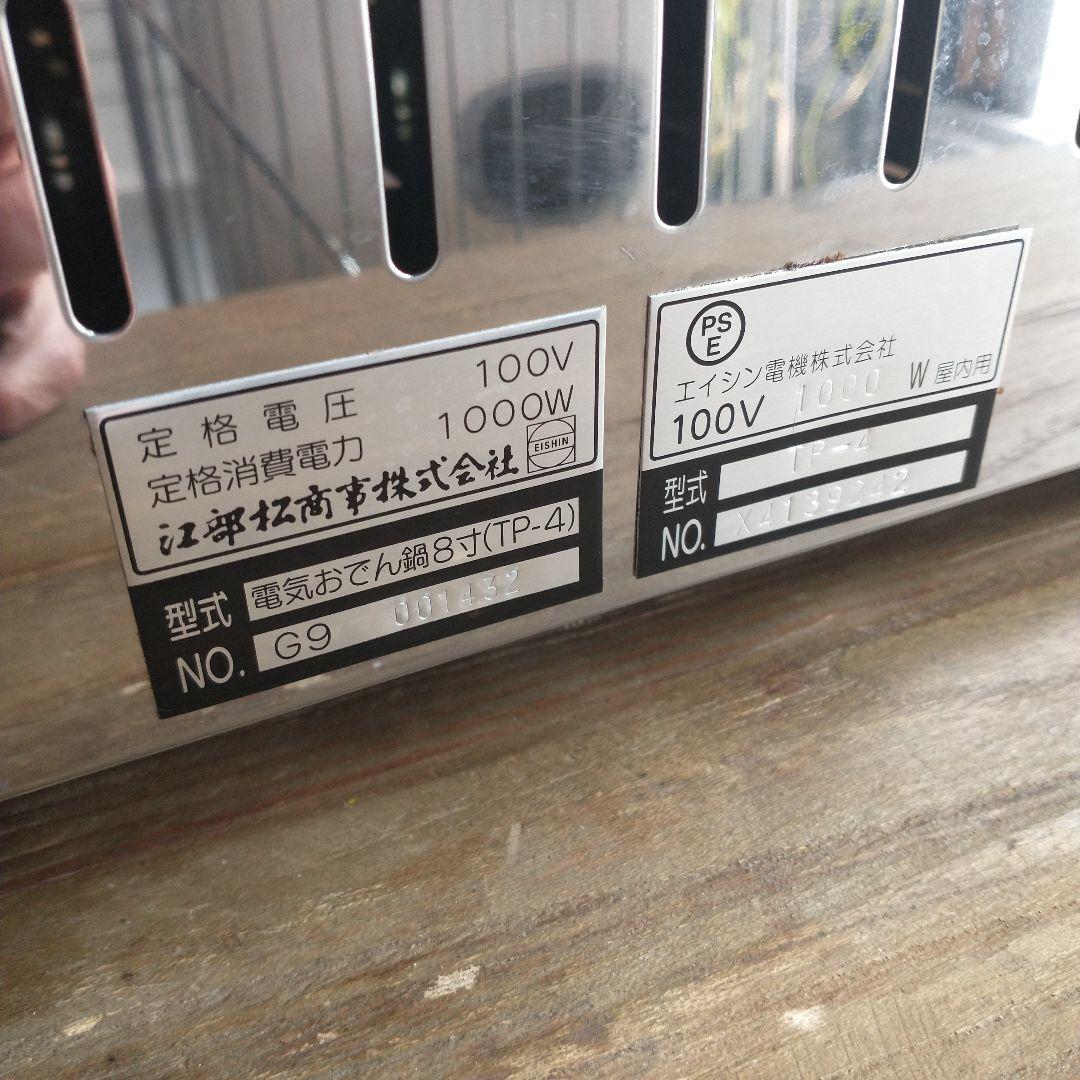 定格電圧 100V
定格消費電力 1000W
江部松商事株式会社 EISHIN
型式 電気おでん鍋8寸(TP-4)
NO. G9 001432
PSE
エイシン電機株式会社
100V 1000 W 屋内用
型式 TP-4
NO. X4139242